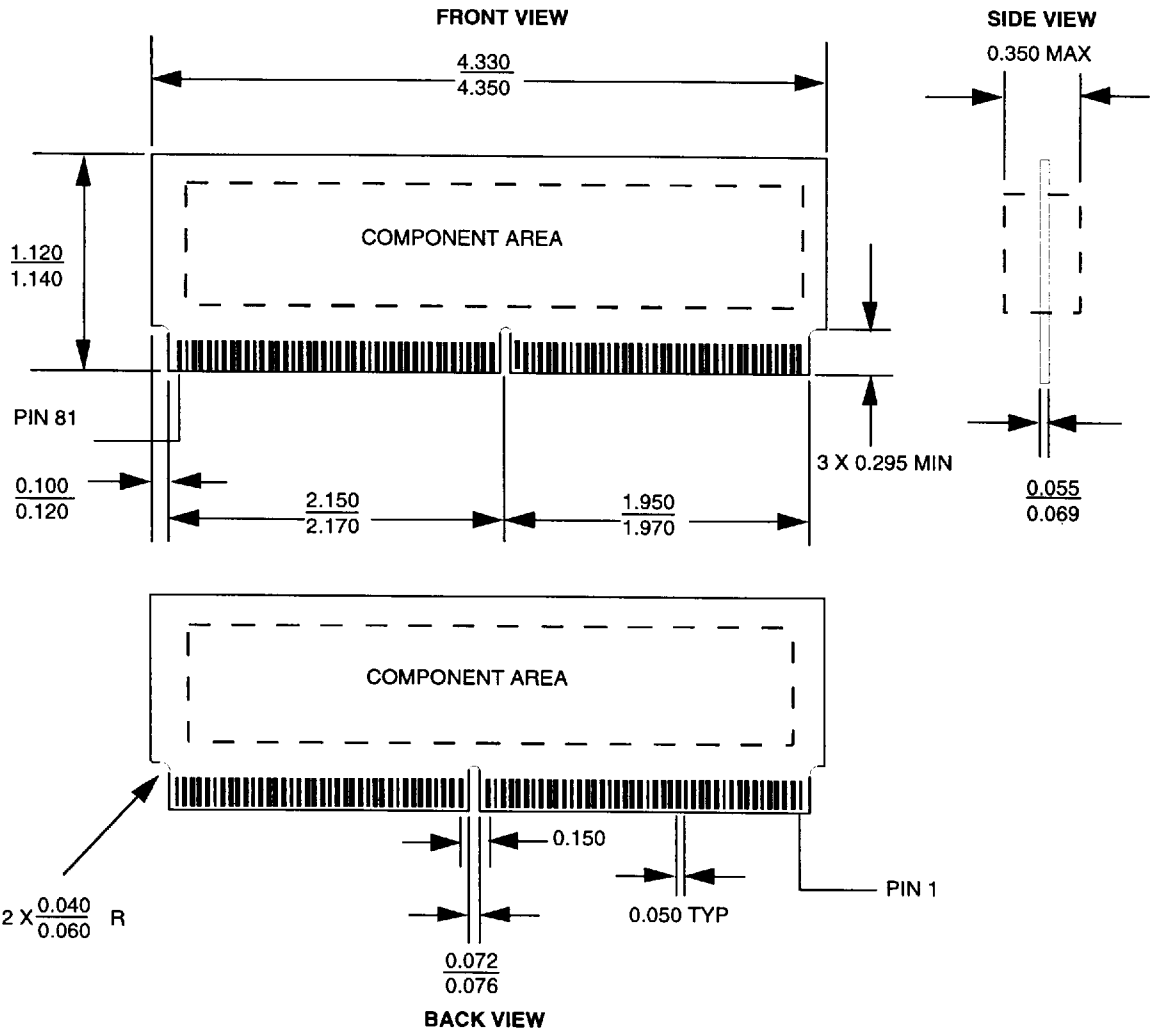 FRONT VIEW
SIDE VIEW
4.330
4.350
0.350 MAX
1.120
1.140
COMPONENT AREA
PIN 81
3 X 0.295 MIN
0.100
0.120
2.150
2.170
1.950
1.970
0.055
0.069
COMPONENT AREA
0.150
PIN 1
0.050 TYP
2 X 0.040
0.060 R
0.072
0.076
BACK VIEW